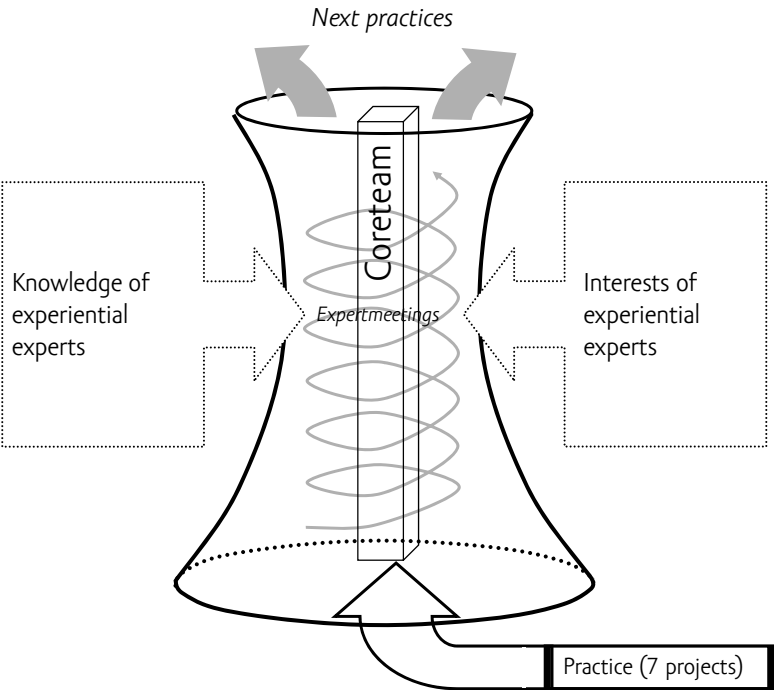 Next practices
Coreteam
Knowledge of
experiential
experts
Expertmeetings
Interests of
experiential
experts
Practice (7 projects)